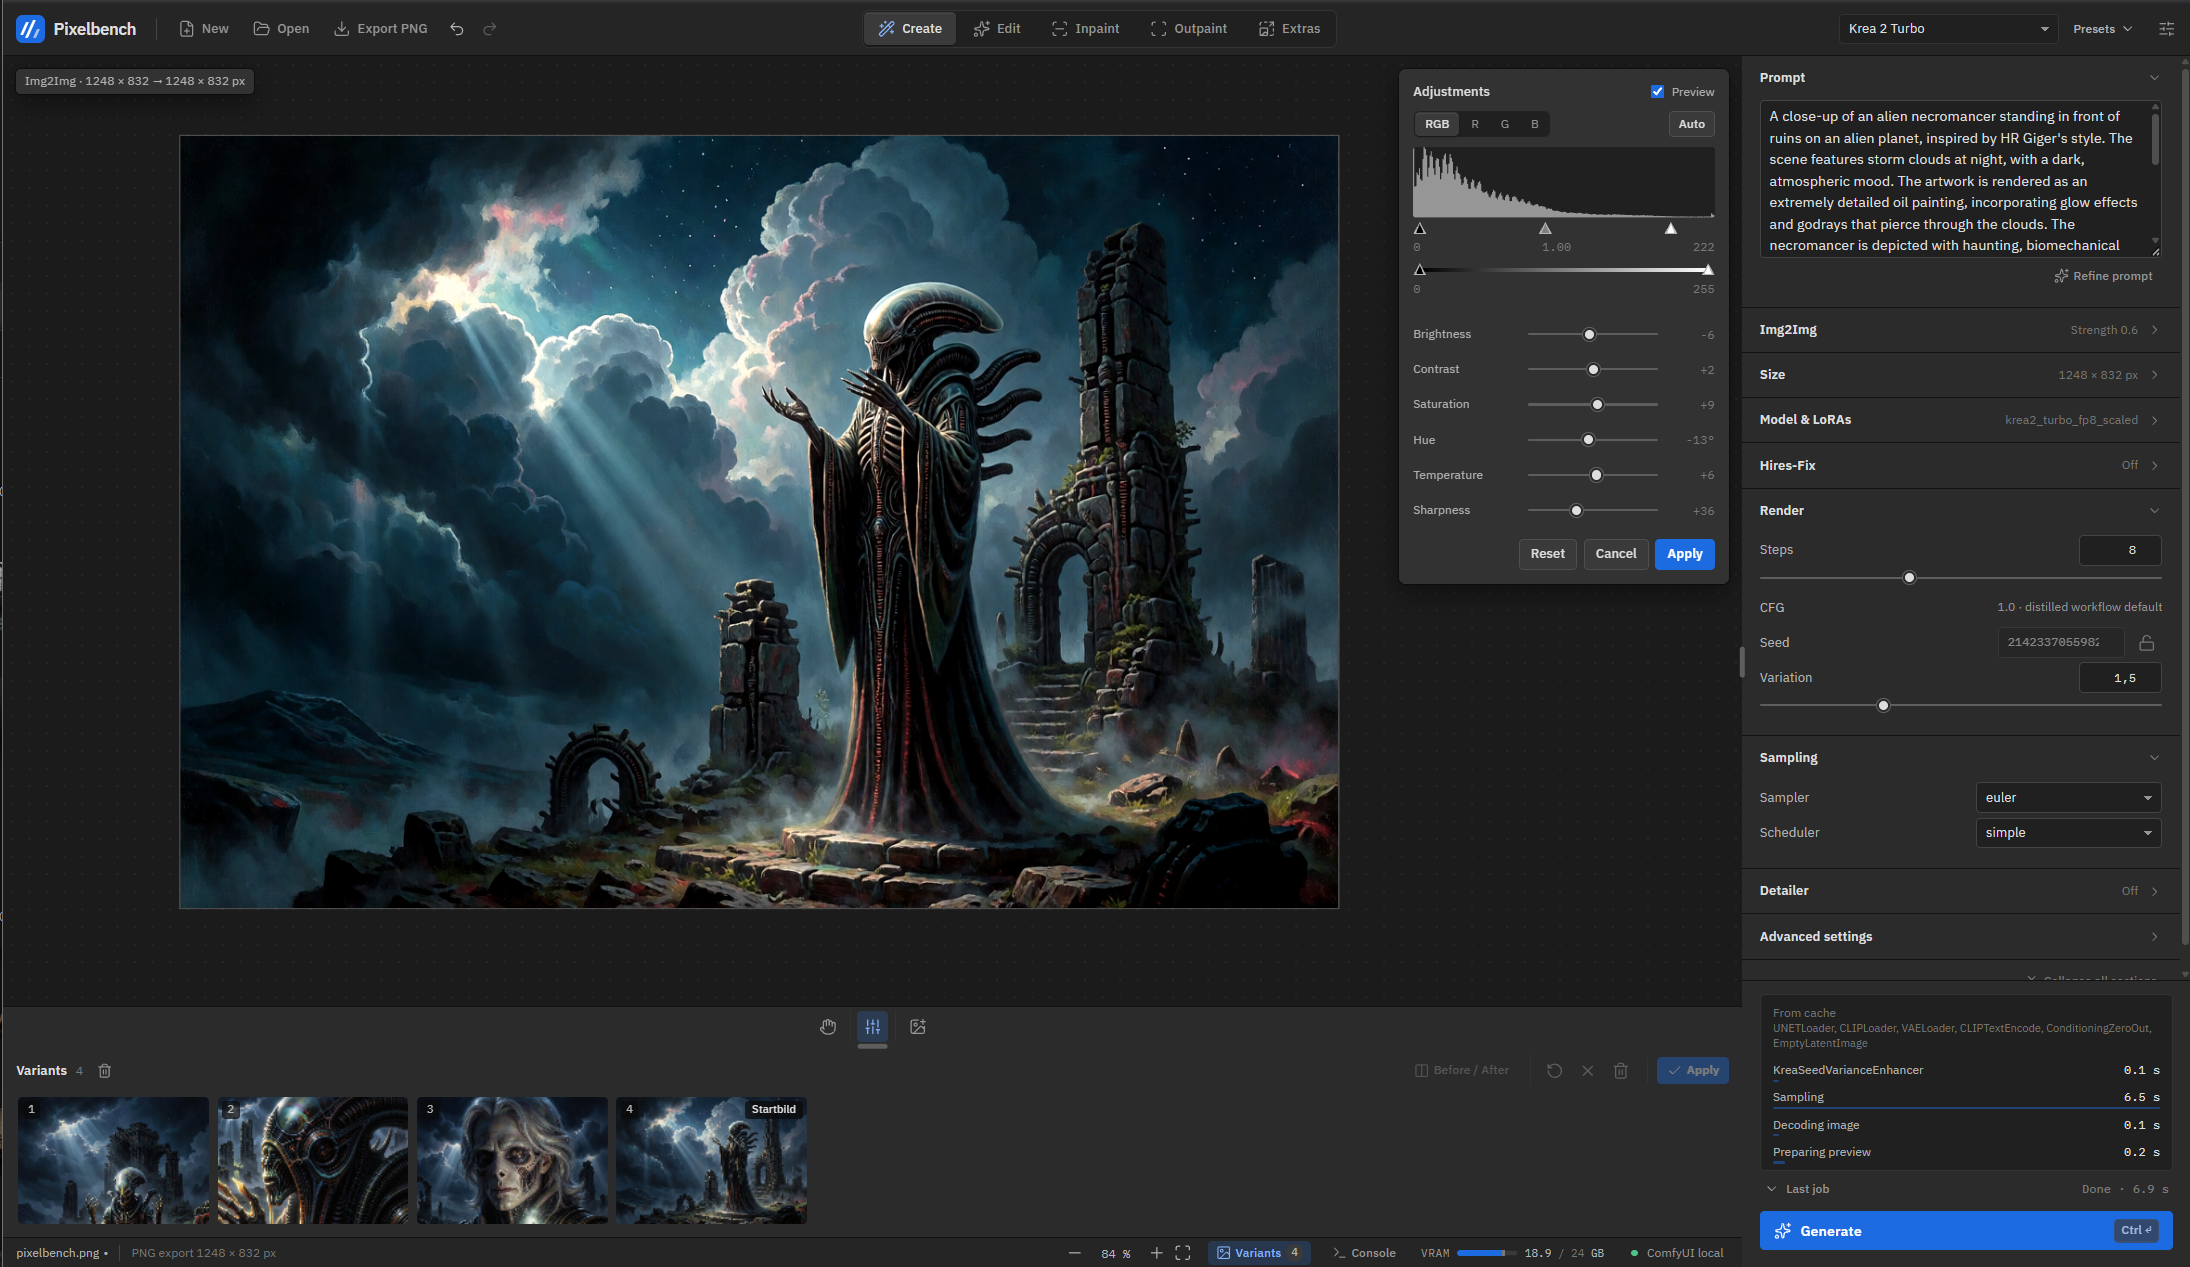 Pixelbench
New
Open
Export PNG
Create
Edit
Inpaint
Outpaint
Extras
Krea 2 Turbo
Presets
Img2Img · 1248 × 832 → 1248 × 832 px
Adjustments
Preview
RGB
R
G
B
Auto
0
1.00
222
0
255
Brightness
-6
Contrast
+2
Saturation
+9
Hue
-13°
Temperature
+6
Sharpness
+36
Reset
Cancel
Apply
Prompt
A close-up of an alien necromancer standing in front of
ruins on an alien planet, inspired by HR Giger's style. The
scene features storm clouds at night, with a dark,
atmospheric mood. The artwork is rendered as an
extremely detailed oil painting, incorporating glow effects
and godrays that pierce through the clouds. The
necromancer is depicted with haunting, biomechanical
Refine prompt
Img2Img
Strength 0.6
Size
1248 × 832 px
Model & LoRAs
krea2_turbo_fp8_scaled
Hires-Fix
Off
Render
Steps
8
CFG
1.0 · distilled workflow default
Seed
2142337055982
Variation
1,5
Sampling
Sampler
euler
Scheduler
simple
Detailer
Off
Advanced settings
Collapse all sections
From cache
UNETLoader, CLIPLoader, VAELoader, CLIPTextEncode, ConditioningZeroOut,
EmptyLatentImage
KreaSeedVarianceEnhancer
0.1 s
Sampling
6.5 s
Decoding image
0.1 s
Preparing preview
0.2 s
Last job
Done · 6.9 s
Generate
Ctrl ⏎
Variants 4
Before / After
Apply
1
2
3
4
Startbild
pixelbench.png •
PNG export 1248 × 832 px
84 %
Variants 4
Console
VRAM
18.9 / 24 GB
ComfyUI local